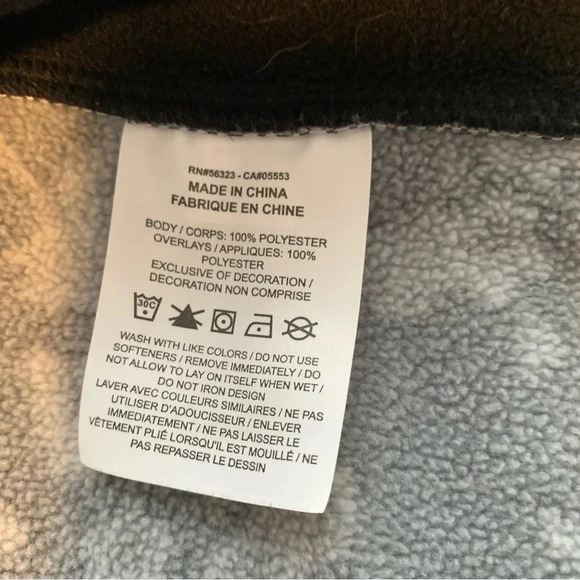 RN#56323 - CA#05553
MADE IN CHINA
FABRIQUE EN CHINE
BODY / CORPS: 100% POLYESTER
OVERLAYS / APPLIQUES: 100%
POLYESTER
EXCLUSIVE OF DECORATION /
DECORATION NON COMPRISE
30C
WASH WITH LIKE COLORS / DO NOT USE
SOFTENERS / REMOVE IMMEDIATELY / DO
NOT ALLOW TO LAY ON ITSELF WHEN WET /
DO NOT IRON DESIGN
LAVER AVEC COULEURS SIMILAIRES / NE PAS
UTILISER D'ADOUCISSEUR / ENLEVER
IMMEDIATEMENT / NE PAS LAISSER LE
VÊTEMENT PLIÉ LORSQU'IL EST MOUILLÉ / NE
PAS REPASSER LE DESSIN